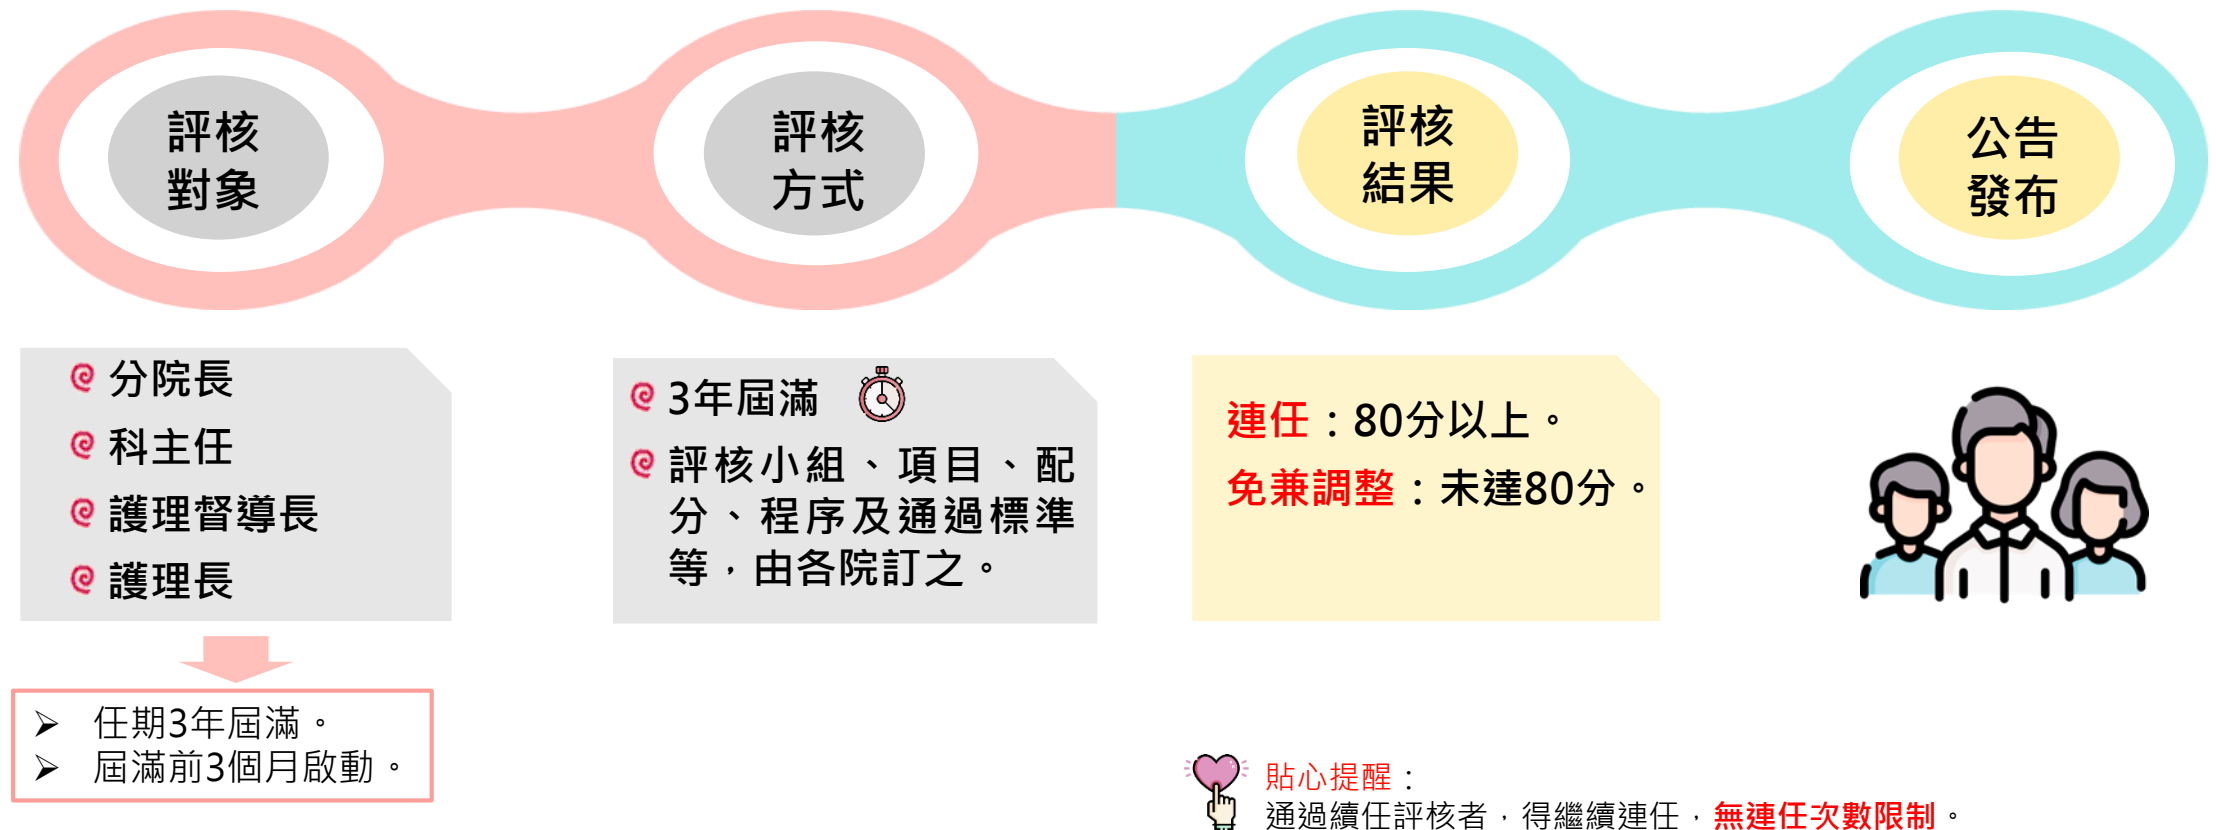 評核
對象
評核
方式
評核
結果
公告
發布
分院長
科主任
護理督導長
護理長
3年屆滿
評核小組、項目、配
分、程序及通過標準
等，由各院訂之。
連任：80分以上。
免兼調整：未達80分。
任期3年屆滿。
屆滿前3個月啟動。
貼心提醒：
通過續任評核者，得繼續連任，無連任次數限制。